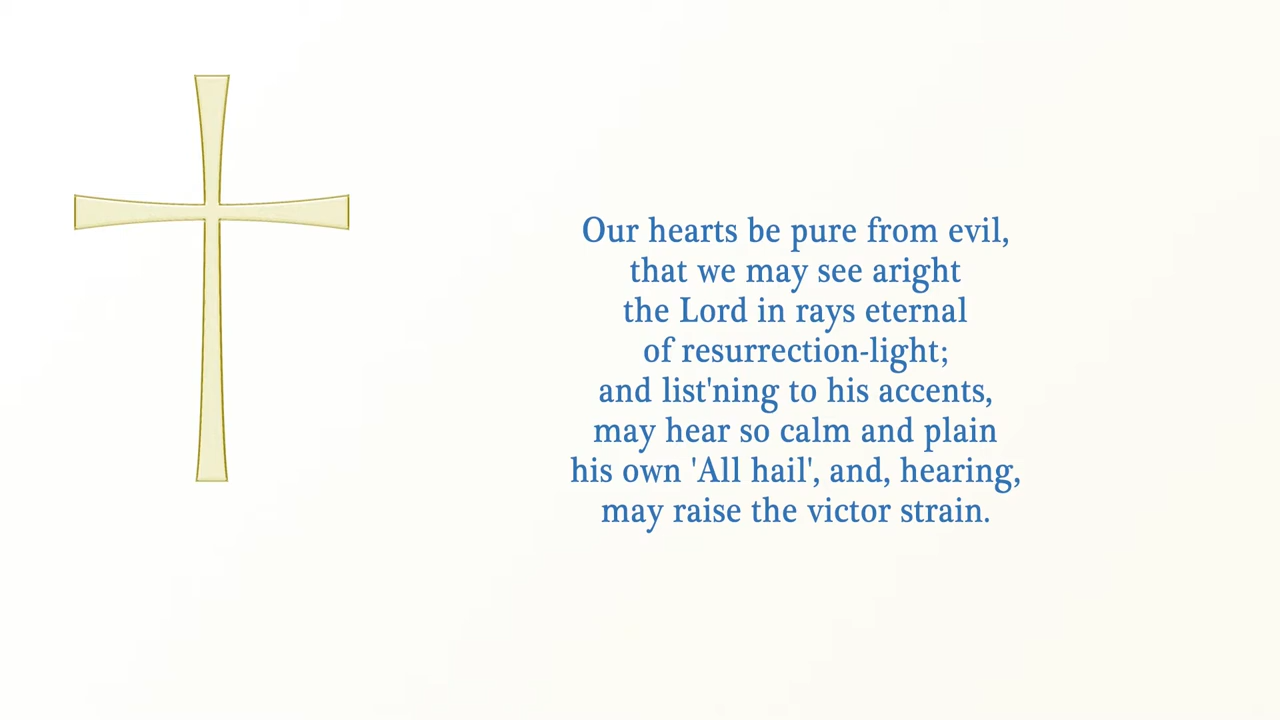 Our hearts be pure from evil,
that we may see aright
the Lord in rays eternal
of resurrection-light;
and list'ning to his accents,
may hear so calm and plain
his own 'All hail', and, hearing,
may raise the victor strain.